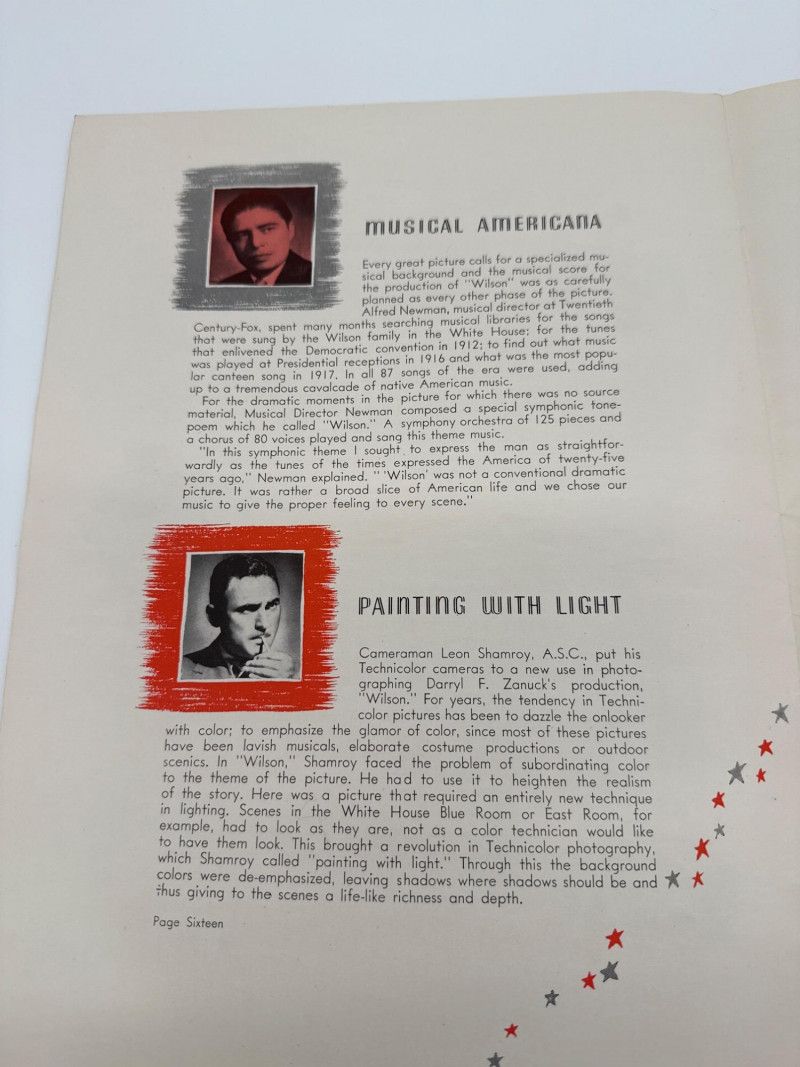 MUSICAL AMERICANA
Every great picture calls for a specialized mu-
sical background and the musical score for
the production of "Wilson" was as carefully
planned as every other phase of the picture.
Alfred Newman, musical director at Twentieth
Century-Fox, spent many months searching musical libraries for the songs
that were sung by the Wilson family in the White House; for the tunes
that enlivened the Democratic convention in 1912; to find out what music
was played at Presidential receptions in 1916 and what was the most popu-
lar canteen song in 1917. In all 87 songs of the era were used, adding
up to a tremendous cavalcade of native American music.
For the dramatic moments in the picture for which there was no source
material, Musical Director Newman composed a special symphonic tone-
poem which he called "Wilson." A symphony orchestra of 125 pieces and
a chorus of 80 voices played and sang this theme music.
"In this symphonic theme I sought to express the man as straightfor-
wardly as the tunes of the times expressed the America of twenty-five
years ago," Newman explained. " 'Wilson' was not a conventional dramatic
picture. It was rather a broad slice of American life and we chose our
music to give the proper feeling to every scene."
PAINTING WITH LIGHT
Cameraman Leon Shamroy, A.S.C., put his
Technicolor cameras to a new use in photo-
graphing Darryl F. Zanuck's production,
"Wilson." For years, the tendency in Techni-
color pictures has been to dazzle the onlooker
with color; to emphasize the glamor of color, since most of these pictures
have been lavish musicals, elaborate costume productions or outdoor
scenics. In "Wilson," Shamroy faced the problem of subordinating color
to the theme of the picture. He had to use it to heighten the realism
of the story. Here was a picture that required an entirely new technique
in lighting. Scenes in the White House Blue Room or East Room, for
example, had to look as they are, not as a color technician would like
to have them look. This brought a revolution in Technicolor photography,
which Shamroy called "painting with light." Through this the background
colors were de-emphasized, leaving shadows where shadows should be and
thus giving to the scenes a life-like richness and depth.
Page Sixteen